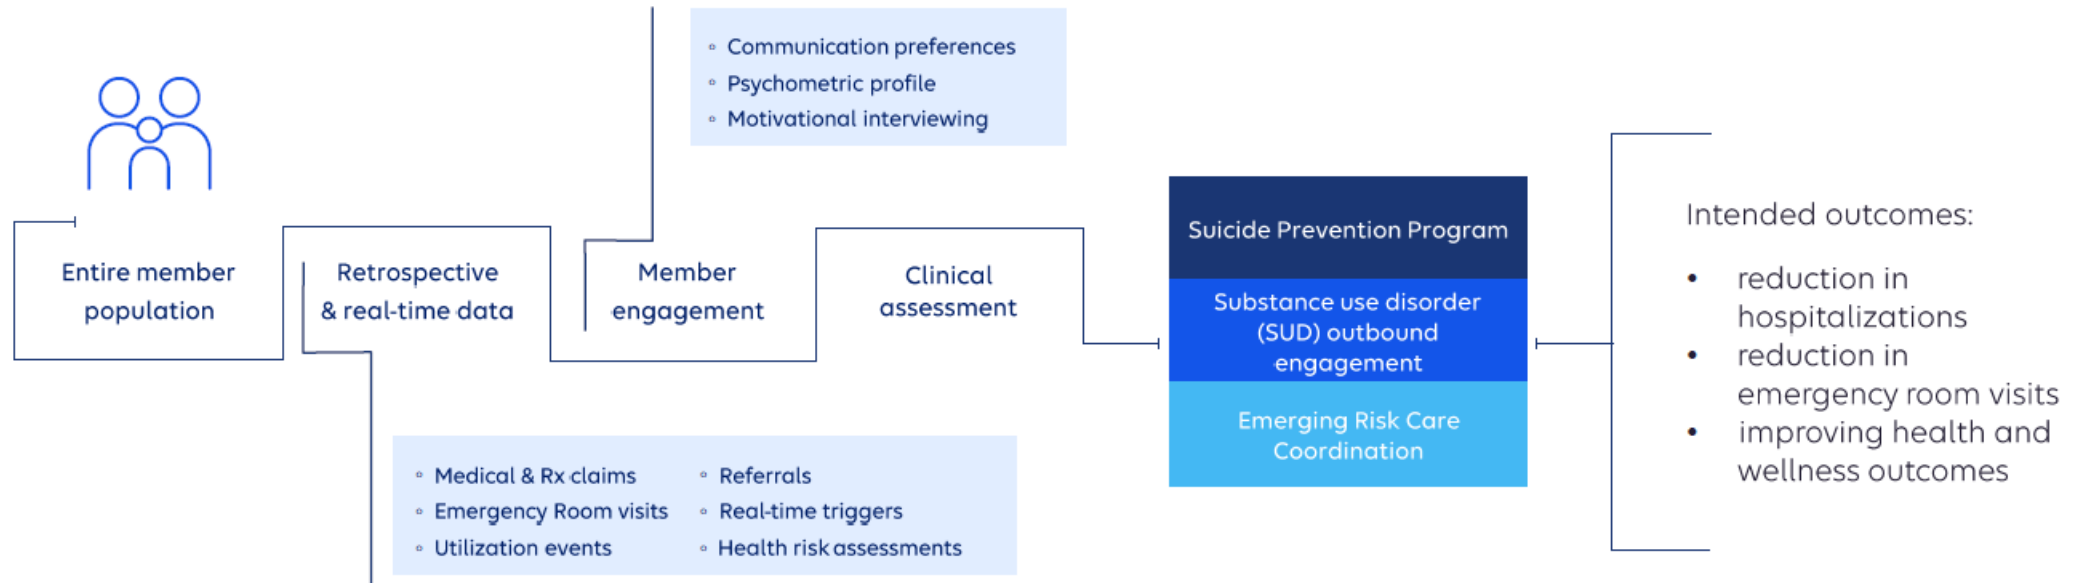 Communication preferences
Psychometric profile
Motivational interviewing
Entire member
population
Retrospective
& real-time data
Member
engagement
Clinical
assessment
Medical & Rx claims
Emergency Room visits
Utilization events
Referrals
Real-time triggers
Health risk assessments
Suicide Prevention Program
Substance use disorder
(SUD) outbound
engagement
Emerging Risk Care
Coordination
Intended outcomes:
• reduction in
hospitalizations
• reduction in
emergency room visits
• improving health and
wellness outcomes